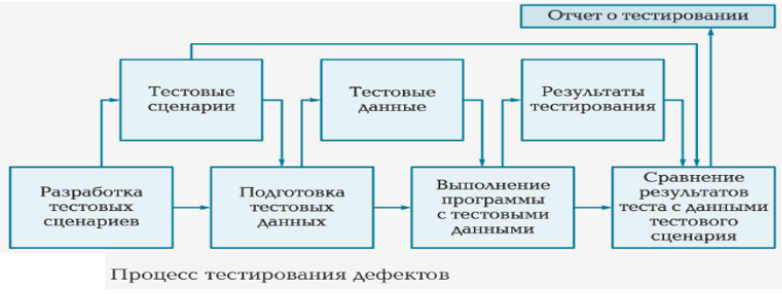 Отчет о тестировании
Тестовые
сценарии
Тестовые
данные
Результаты
тестирования
Разработка
тестовых
сценариев
Подготовка
тестовых
данных
Выполнение
программы
с тестовыми
данными
Сравнение
результатов
теста с данными
тестового
сценария
Процесс тестирования дефектов